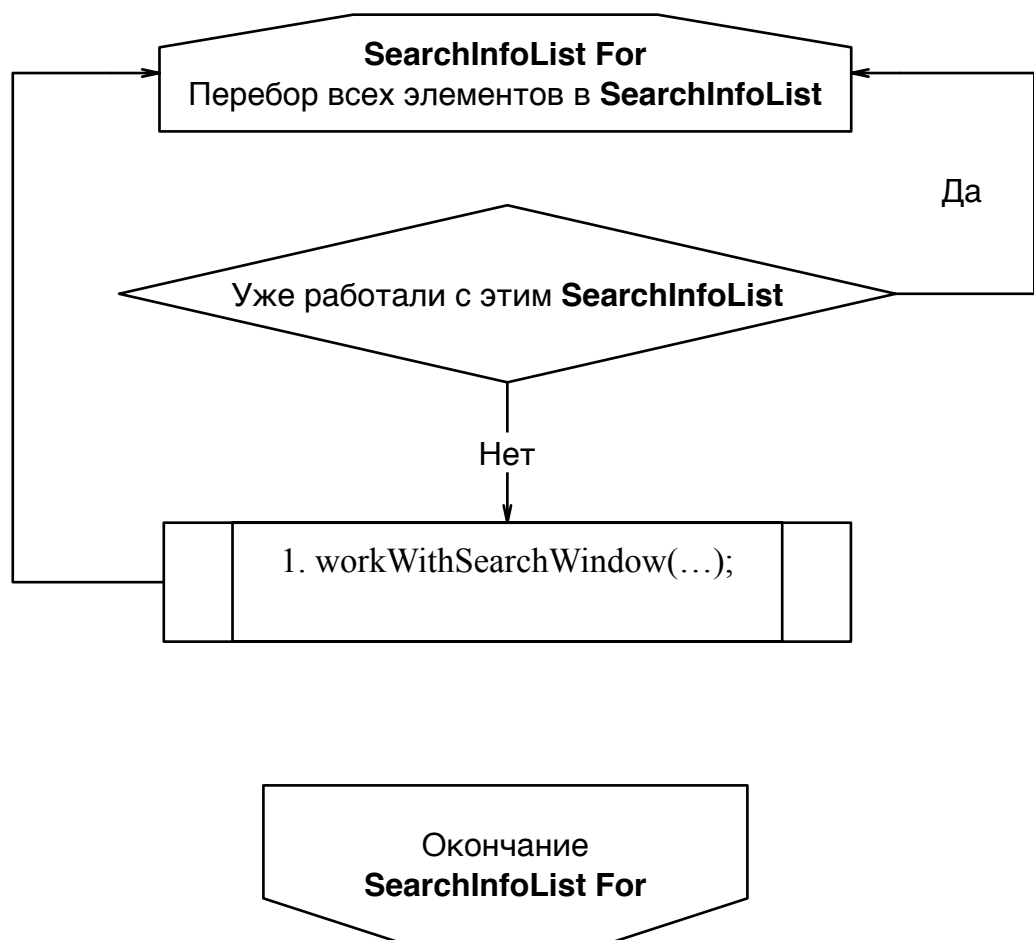 SearchInfoList For
Перебор всех элементов в SearchInfoList
Да
Уже работали с этим SearchInfoList
Нет
1. workWithSearchWindow(…);
Окончание
SearchInfoList For